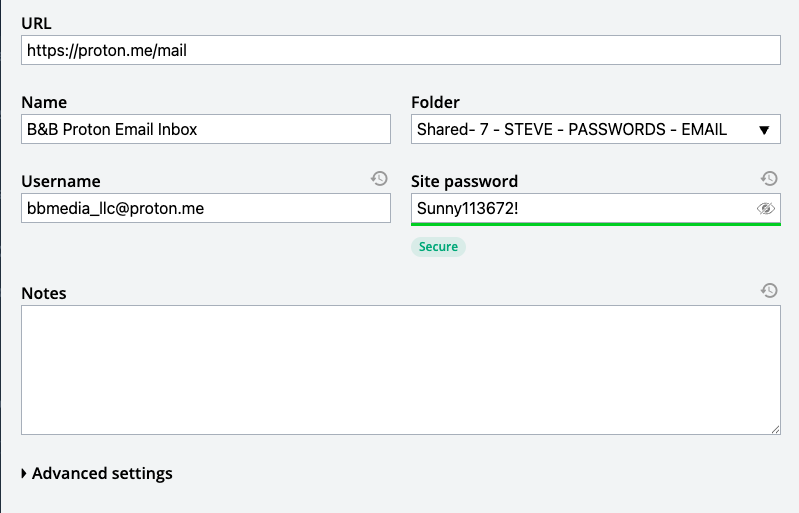 URL
https://proton.me/mail
Name
Folder
B&B Proton Email Inbox
Shared- 7 - STEVE - PASSWORDS - EMAIL
Username
Site password
bbmedia_llc@proton.me
Sunny113672!
Secure
Notes
Advanced settings